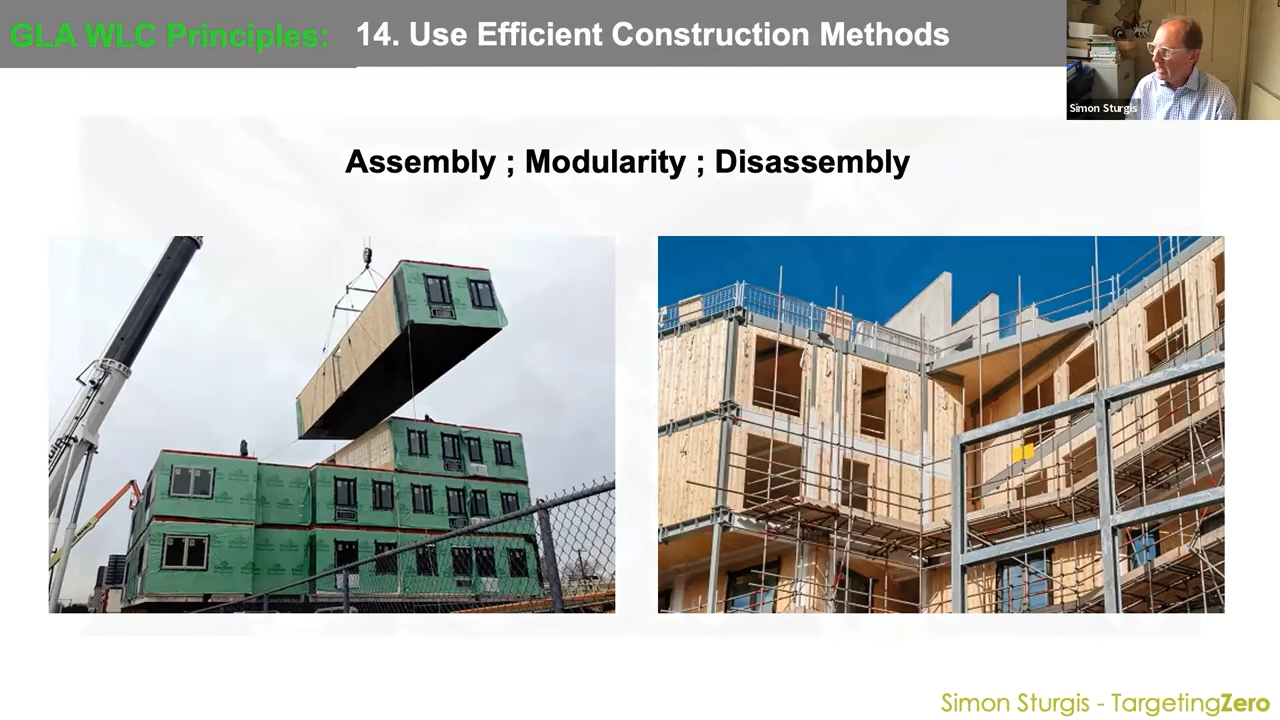 GLA WLC Principles: 14. Use Efficient Construction Methods
Simon Sturgis
Assembly ; Modularity ; Disassembly
Simon Sturgis - TargetingZero